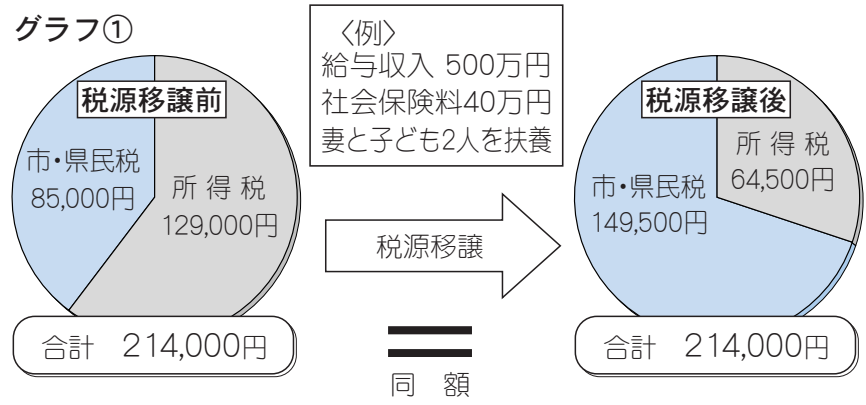 グラフ①
〈例〉
給与収入 500万円
社会保険料40万円
妻と子ども2人を扶養
税源移譲前
市・県民税
85,000円
所得税
129,000円
合計 214,000円
税源移譲
同額
税源移譲後
所得税
64,500円
市・県民税
149,500円
合計 214,000円